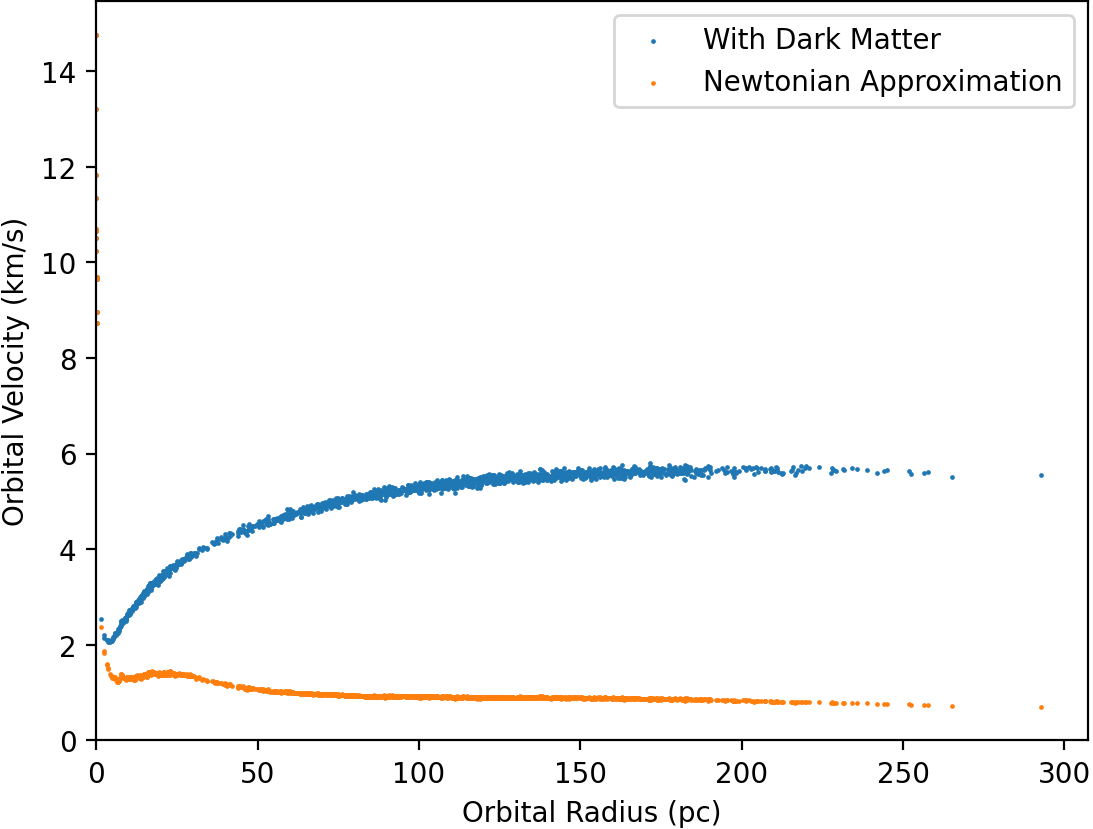 With Dark Matter
Newtonian Approximation
14
12
10
8
6
4
2
0
Orbital Velocity (km/s)
0 50 100 150 200 250 300
Orbital Radius (pc)